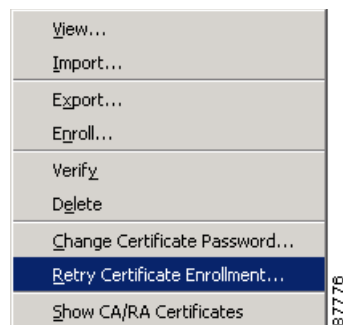 View...
Import...
Export...
Enroll...
Verify
Delete
Change Certificate Password...
Retry Certificate Enrollment...
Show CA/RA Certificates
87776